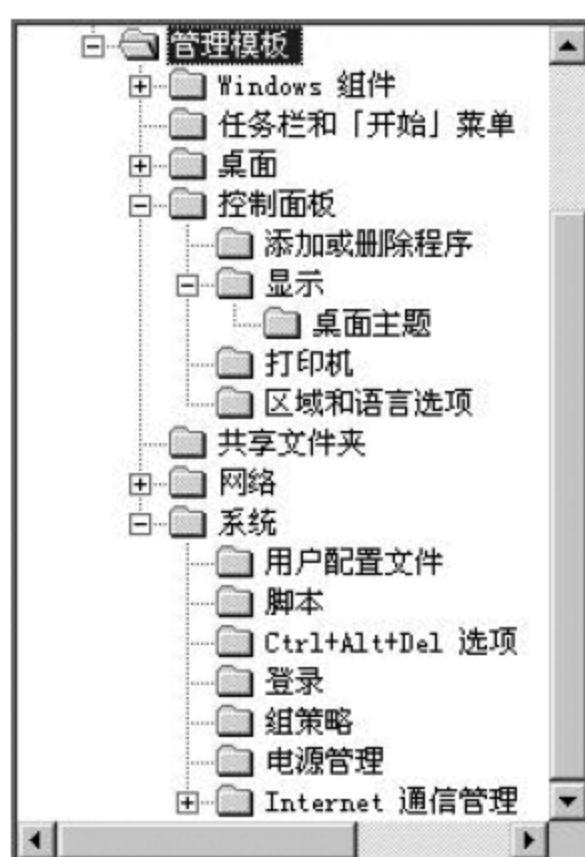 管理模板
Windows 组件
任务栏和「开始」菜单
桌面
控制面板
添加或删除程序
显示
桌面主题
打印机
区域和语言选项
共享文件夹
网络
系统
用户配置文件
脚本
Ctrl+Alt+Del 选项
登录
组策略
电源管理
Internet 通信管理